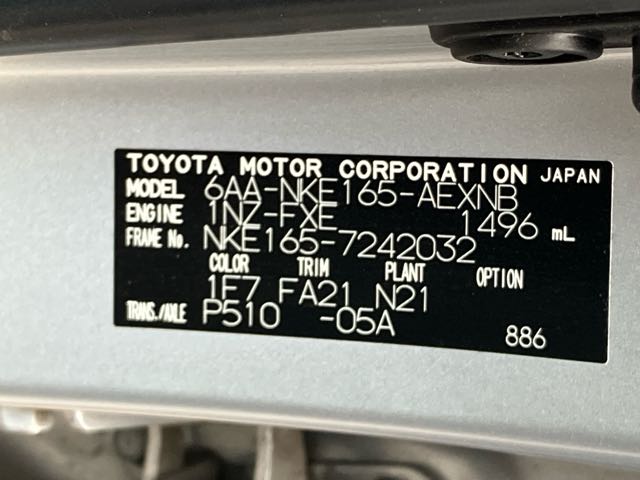 TOYOTA MOTOR CORPORATION JAPAN
MODEL 6AA-NKE165-AEXNB
ENGINE 1NZ-FXE 1496 mL
FRAME No. NKE165-7242032
COLOR TRIM PLANT OPTION
1F7 FA21 N21
TRANS./AXLE P510 -05A 886